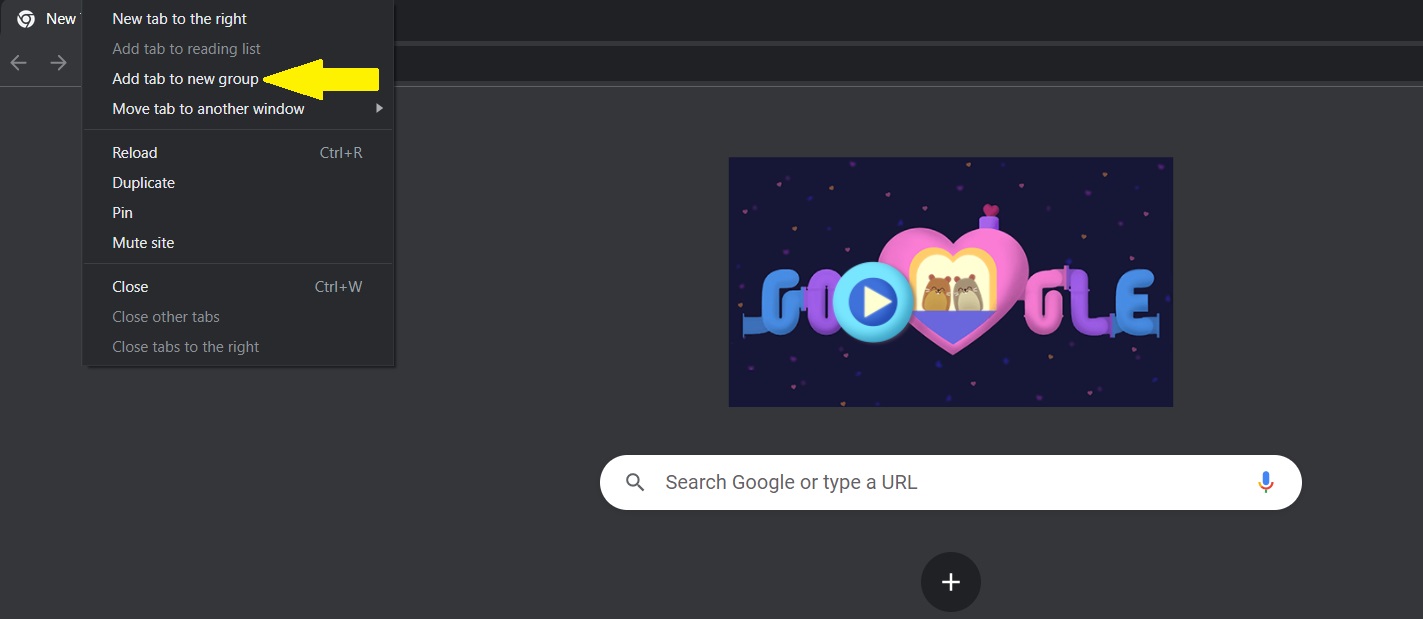 New
New tab to the right
Add tab to reading list
Add tab to new group
Move tab to another window
Reload Ctrl+R
Duplicate
Pin
Mute site
Close Ctrl+W
Close other tabs
Close tabs to the right
GOOGLE
Search Google or type a URL